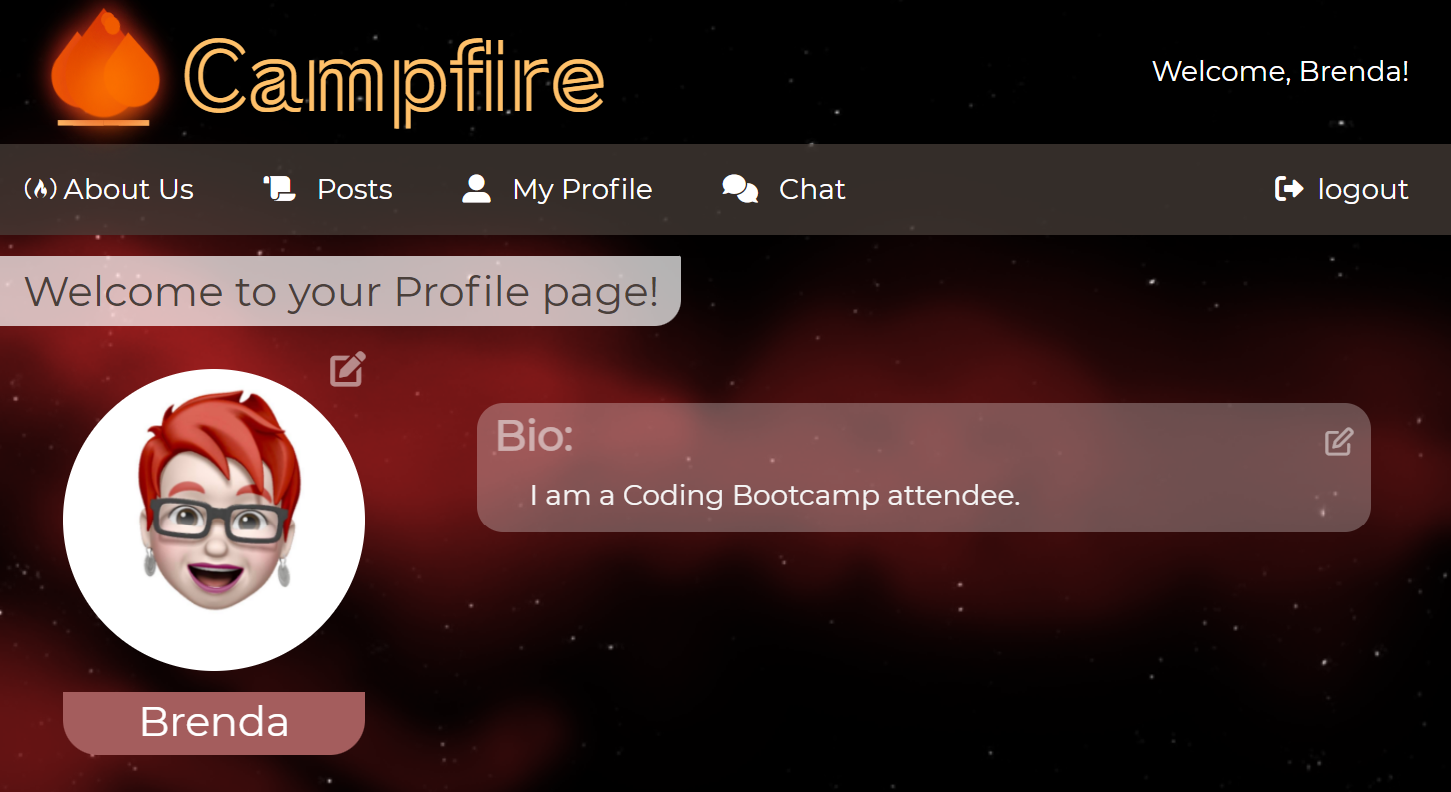 Campfire
Welcome, Brenda!
About Us
Posts
My Profile
Chat
logout
Welcome to your Profile page!
Bio:
I am a Coding Bootcamp attendee.
Brenda